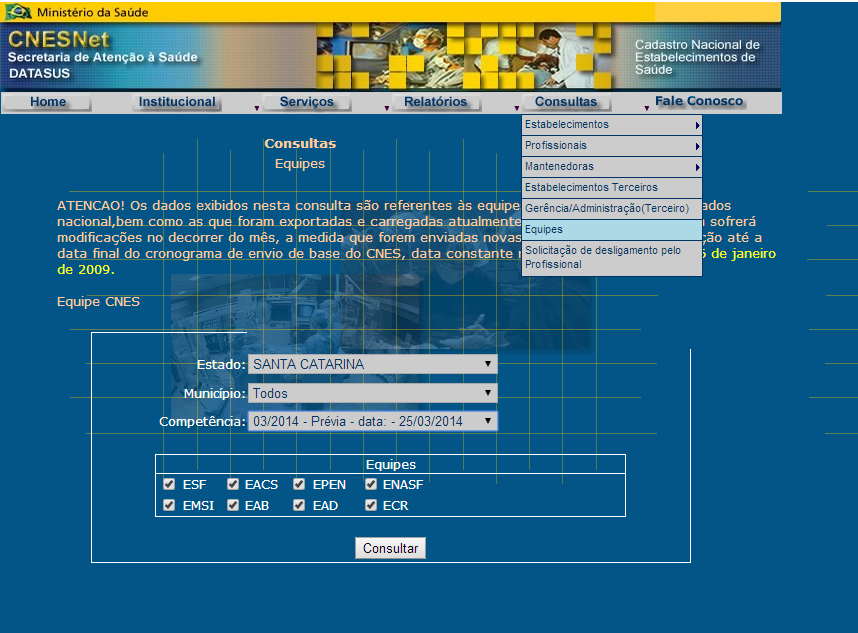 Ministério da Saúde
CNESNet
Secretaria de Atenção à Saúde
DATASUS
Cadastro Nacional de
Estabelecimentos de
Saúde
Home Institucional Serviços Relatórios Consultas Fale Conosco
Estabelecimentos
Profissionais
Mantenedoras
Estabelecimentos Terceiros
Gerência/Administração(Terceiro)
Equipes
Solicitação de desligamento pelo
Profissional
Consultas
Equipes
ATENCAO! Os dados exibidos nesta consulta são referentes às equipe ados
nacional,bem como as que foram exportadas e carregadas atualmente sofrerá
modificações no decorrer do mês, a medida que forem enviadas novas ção até a
data final do cronograma de envio de base do CNES, data constante de janeiro
de 2009.
Equipe CNES
Estado: SANTA CATARINA
Município: Todos
Competência: 03/2014 - Prévia - data: - 25/03/2014
Equipes
ESF EACS EPEN ENASF
EMSI EAB EAD ECR
Consultar